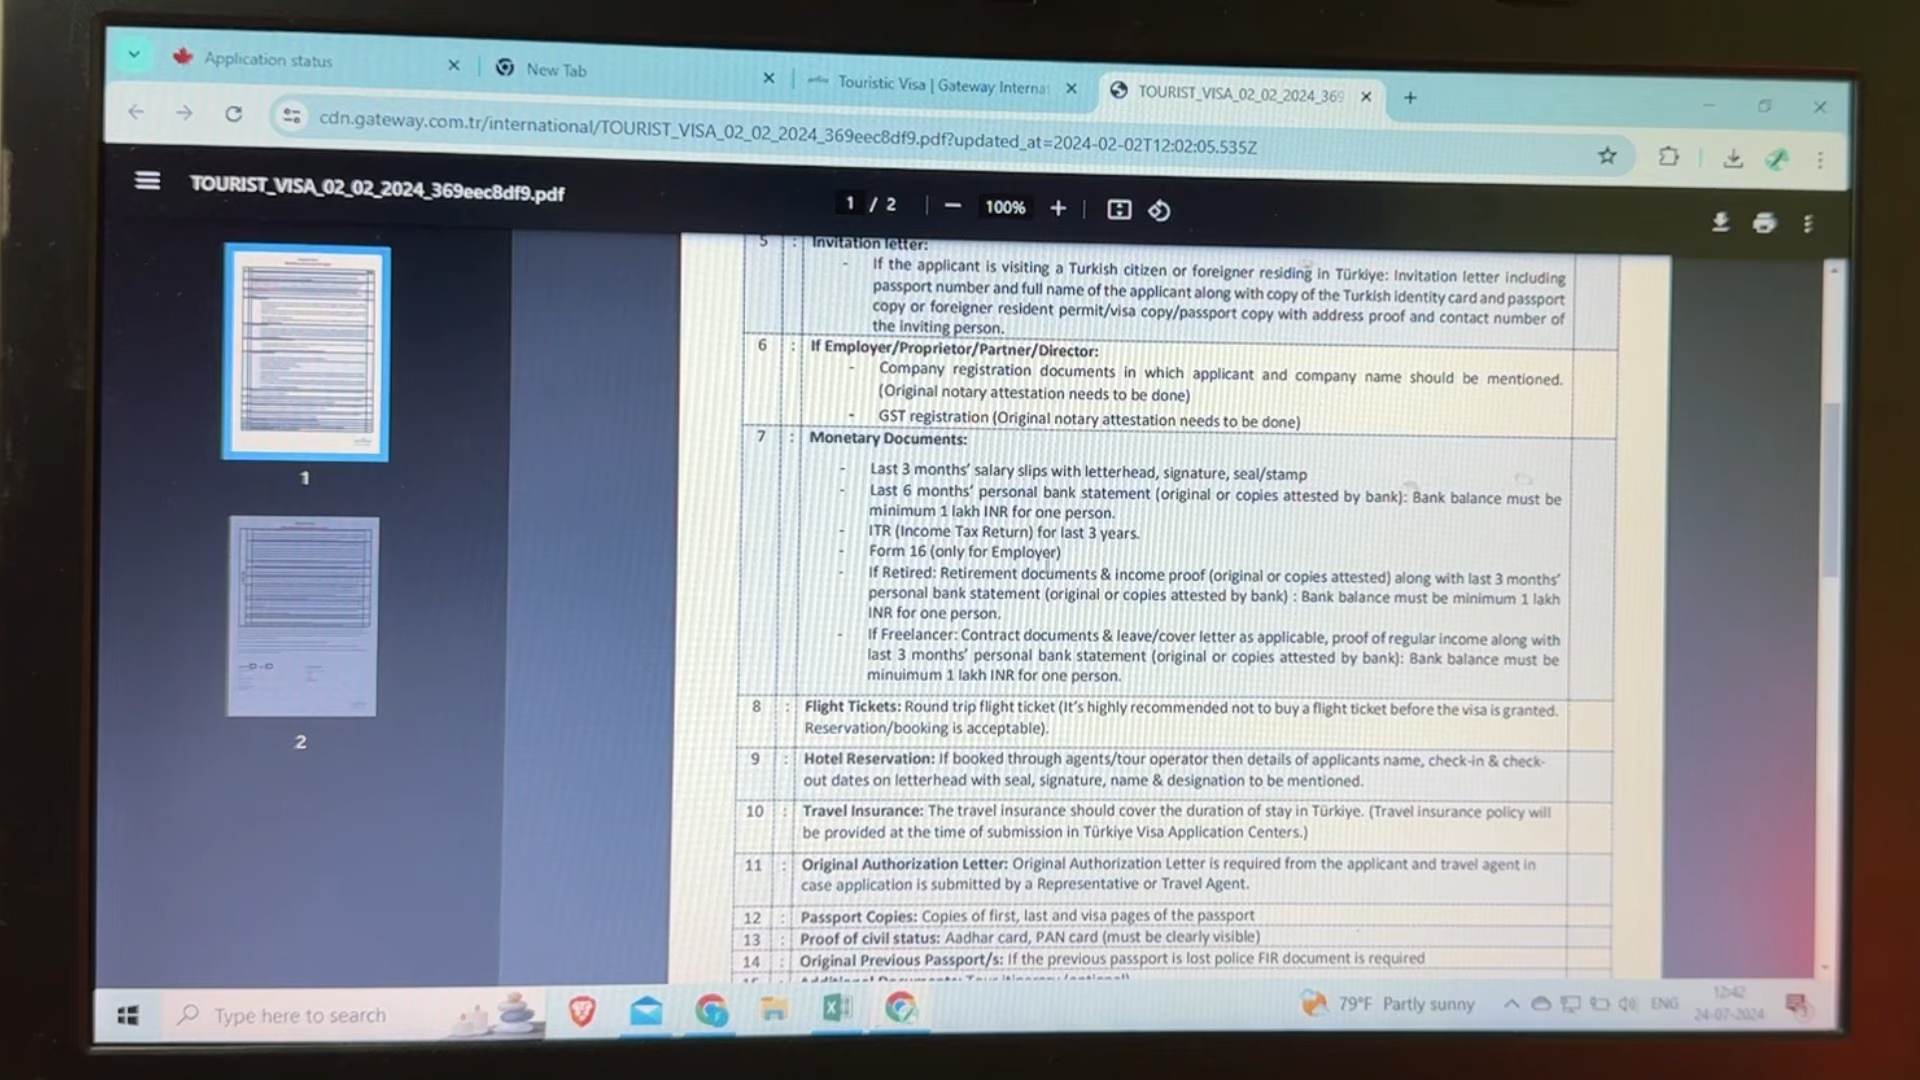 Application status
New Tab
Touristic Visa | Gateway Interna
TOURIST_VISA_02_02_2024_369
cdn.gateway.com.tr/international/TOURIST_VISA_02_02_2024_369eec8df9.pdf?updated_at=2024-02-02T12:02:05.535Z
TOURIST_VISA_02_02_2024_369eec8df9.pdf
1 / 2
100%
1
2
5 : Invitation letter:
- If the applicant is visiting a Turkish citizen or foreigner residing in Türkiye: Invitation letter including
passport number and full name of the applicant along with copy of the Turkish identity card and passport
copy or foreigner resident permit/visa copy/passport copy with address proof and contact number of
the inviting person.
6 : If Employer/Proprietor/Partner/Director:
- Company registration documents in which applicant and company name should be mentioned.
(Original notary attestation needs to be done)
- GST registration (Original notary attestation needs to be done)
7 : Monetary Documents:
- Last 3 months' salary slips with letterhead, signature, seal/stamp
- Last 6 months' personal bank statement (original or copies attested by bank): Bank balance must be
minimum 1 lakh INR for one person.
- ITR (Income Tax Return) for last 3 years.
- Form 16 (only for Employer)
- If Retired: Retirement documents & income proof (original or copies attested) along with last 3 months'
personal bank statement (original or copies attested by bank) : Bank balance must be minimum 1 lakh
INR for one person.
- If Freelancer: Contract documents & leave/cover letter as applicable, proof of regular income along with
last 3 months' personal bank statement (original or copies attested by bank): Bank balance must be
minuimum 1 lakh INR for one person.
8 : Flight Tickets: Round trip flight ticket (It's highly recommended not to buy a flight ticket before the visa is granted.
Reservation/booking is acceptable).
9 : Hotel Reservation: If booked through agents/tour operator then details of applicants name, check-in & check-
out dates on letterhead with seal, signature, name & designation to be mentioned.
10 : Travel Insurance: The travel insurance should cover the duration of stay in Türkiye. (Travel insurance policy will
be provided at the time of submission in Türkiye Visa Application Centers.)
11 : Original Authorization Letter: Original Authorization Letter is required from the applicant and travel agent in
case application is submitted by a Representative or Travel Agent.
12 : Passport Copies: Copies of first, last and visa pages of the passport
13 : Proof of civil status: Aadhar card, PAN card (must be clearly visible)
14 : Original Previous Passport/s: If the previous passport is lost police FIR document is required
Type here to search
79°F Partly sunny
ENG
12:42
24-07-2024